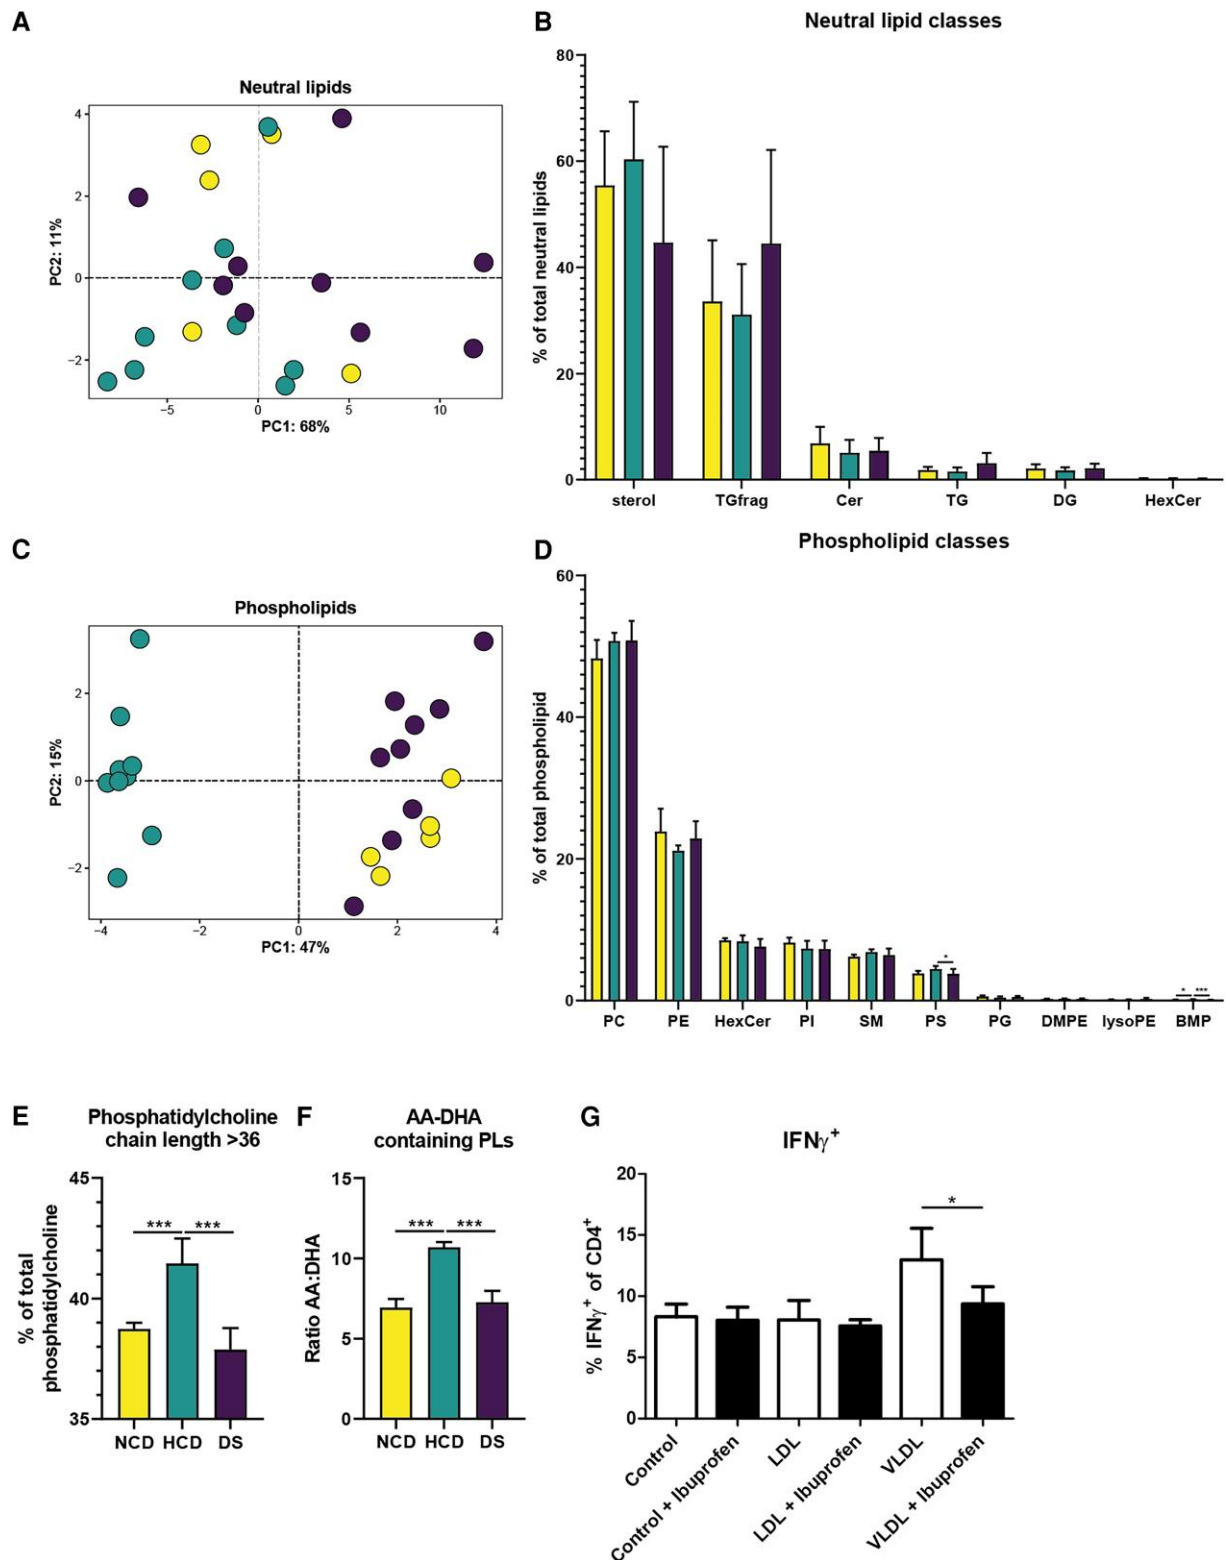 A
Neutral lipids
4
2
0
−2
PC2: 11%
−5
0
5
10
PC1: 68%
B
Neutral lipid classes
80
60
40
20
0
% of total neutral lipids
sterol
TGfrag
Cer
TG
DG
HexCer
C
Phospholipids
2
0
−2
PC2: 15%
−4
−2
0
2
4
PC1: 47%
D
Phospholipid classes
60
40
20
0
% of total phospholipid
*
* ***
PC
PE
HexCer
PI
SM
PS
PG
DMPE
lysoPE
BMP
E
Phosphatidylcholine
chain length >36
45
40
35
% of total
phosphatidylcholine
*** ***
NCD HCD DS
F
AA-DHA
containing PLs
15
10
5
0
Ratio AA:DHA
*** ***
NCD HCD DS
G
IFNγ+
20
15
10
5
0
% IFNγ+ of CD4+
*
Control
Control + Ibuprofen
LDL
LDL + Ibuprofen
VLDL
VLDL + Ibuprofen